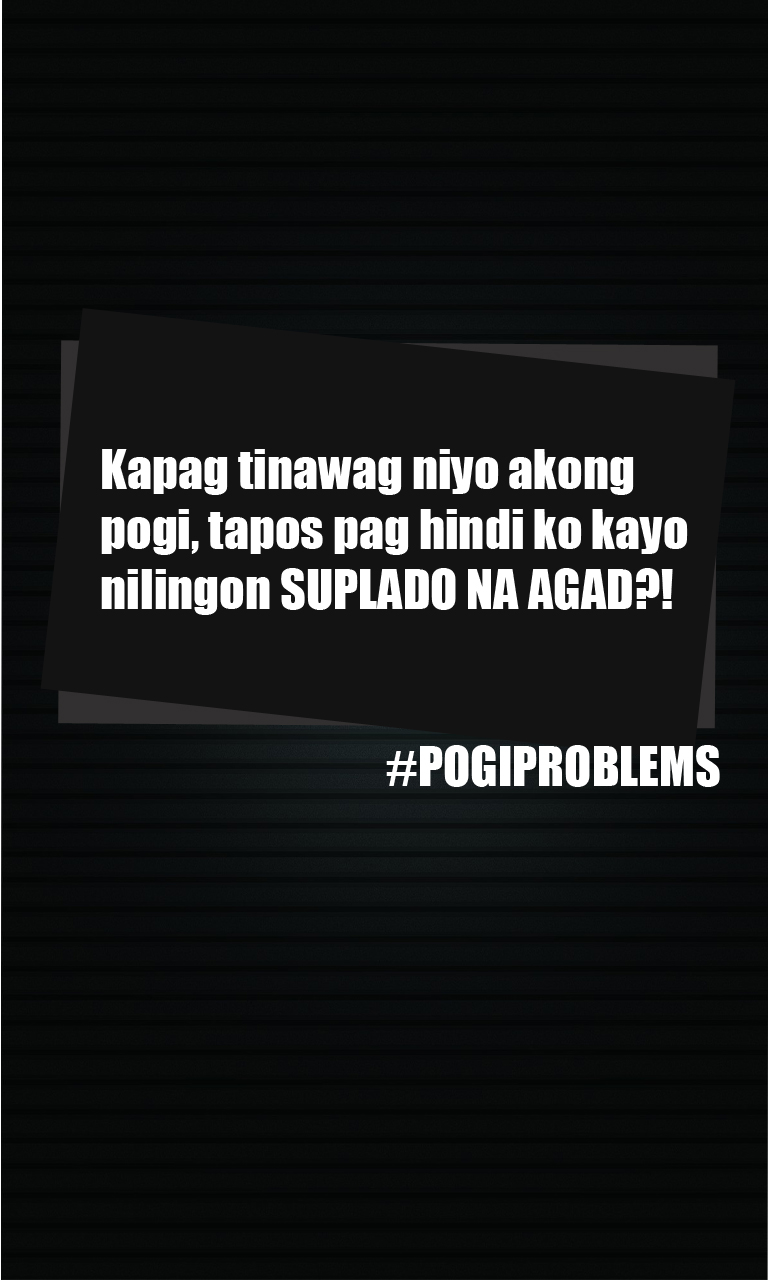 Kapag tinawag niyo akong
pogi, tapos pag hindi ko kayo
nilingon SUPLADO NA AGAD?!
#POGIPROBLEMS